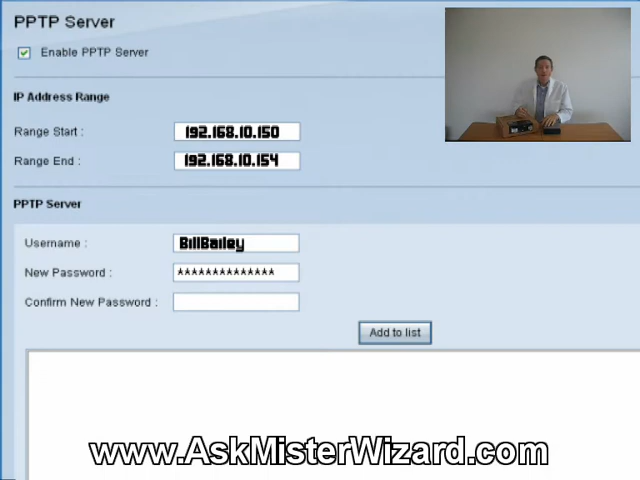 PPTP Server
Enable PPTP Server
IP Address Range
Range Start :
192.168.10.150
Range End :
192.168.10.154
PPTP Server
Username :
BillBailey
New Password :
**************
Confirm New Password :
Add to list
www.AskMisterWizard.com